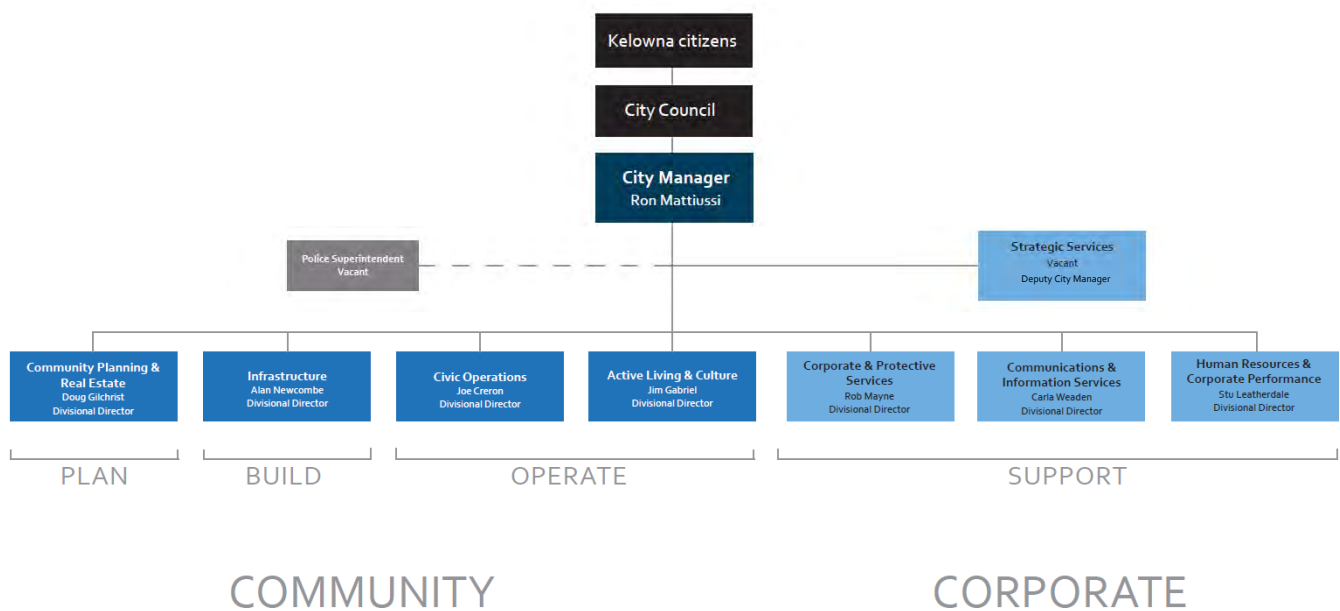 Kelowna citizens
City Council
City Manager
Ron Mattiussi
Police Superintendent
Vacant
Strategic Services
Vacant
Deputy City Manager
Community Planning &
Real Estate
Doug Gilchrist
Divisional Director
Infrastructure
Alan Newcombe
Divisional Director
Civic Operations
Joe Creron
Divisional Director
Active Living & Culture
Jim Gabriel
Divisional Director
Corporate & Protective
Services
Rob Mayne
Divisional Director
Communications &
Information Services
Carla Weaden
Divisional Director
Human Resources &
Corporate Performance
Stu Leatherdale
Divisional Director
PLAN
BUILD
OPERATE
SUPPORT
COMMUNITY
CORPORATE